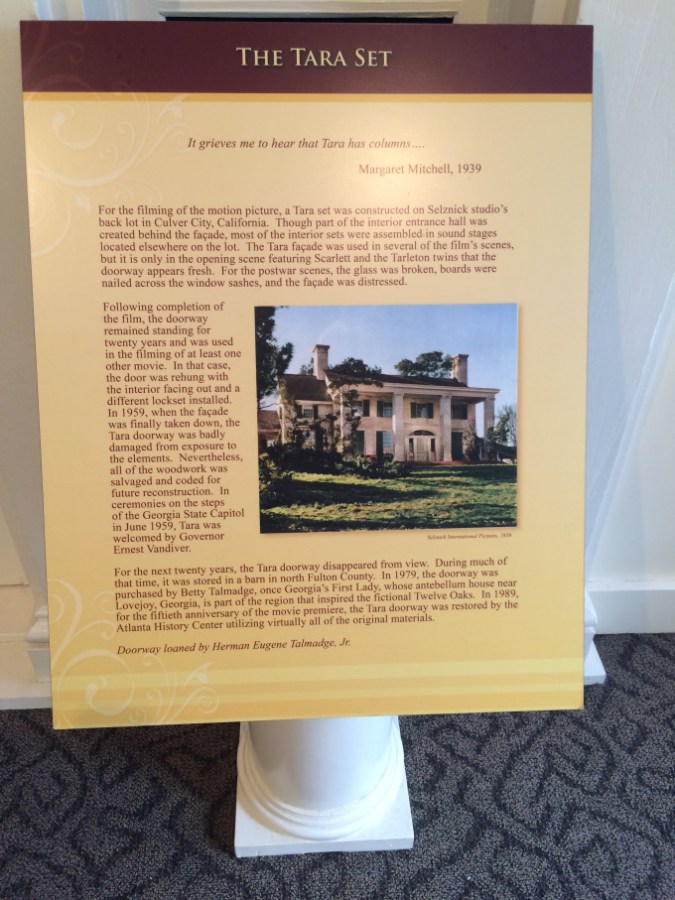 THE TARA SET
It grieves me to hear that Tara has columns….
Margaret Mitchell, 1939
For the filming of the motion picture, a Tara set was constructed on Selznick studio's
back lot in Culver City, California. Though part of the interior entrance hall was
created behind the façade, most of the interior sets were assembled in sound stages
located elsewhere on the lot. The Tara façade was used in several of the film's scenes,
but it is only in the opening scene featuring Scarlett and the Tarleton twins that the
doorway appears fresh. For the postwar scenes, the glass was broken, boards were
nailed across the window sashes, and the façade was distressed.
Following completion of
the film, the doorway
remained standing for
twenty years and was used
in the filming of at least one
other movie. In that case,
the door was rehung with
the interior facing out and a
different lockset installed.
In 1959, when the façade
was finally taken down, the
Tara doorway was badly
damaged from exposure to
the elements. Nevertheless,
all of the woodwork was
salvaged and coded for
future reconstruction. In
ceremonies on the steps
of the Georgia State Capitol
in June 1959, Tara was
welcomed by Governor
Ernest Vandiver.
Selznick International Pictures, 1939
For the next twenty years, the Tara doorway disappeared from view. During much of
that time, it was stored in a barn in north Fulton County. In 1979, the doorway was
purchased by Betty Talmadge, once Georgia's First Lady, whose antebellum house near
Lovejoy, Georgia, is part of the region that inspired the fictional Twelve Oaks. In 1989,
for the fiftieth anniversary of the movie premiere, the Tara doorway was restored by the
Atlanta History Center utilizing virtually all of the original materials.
Doorway loaned by Herman Eugene Talmadge, Jr.